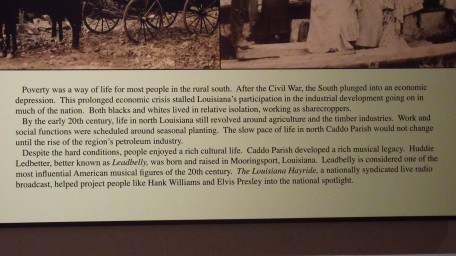 Poverty was a way of life for most people in the rural south.  After the Civil War, the South plunged into an economic
depression.  This prolonged economic crisis stalled Louisiana's participation in the industrial development going on in
much of the nation.  Both blacks and whites lived in relative isolation, working as sharecroppers.
By the early 20th century, life in north Louisiana still revolved around agriculture and the timber industries.  Work and
social functions were scheduled around seasonal planting.  The slow pace of life in north Caddo Parish would not change
until the rise of the region's petroleum industry.
Despite the hard conditions, people enjoyed a rich cultural life.  Caddo Parish developed a rich musical legacy.  Huddie
Ledbetter, better known as Leadbelly, was born and raised in Mooringsport, Louisiana.  Leadbelly is considered one of the
most influential American musical figures of the 20th century.  The Louisiana Hayride, a nationally syndicated live radio
broadcast, helped project people like Hank Williams and Elvis Presley into the national spotlight.